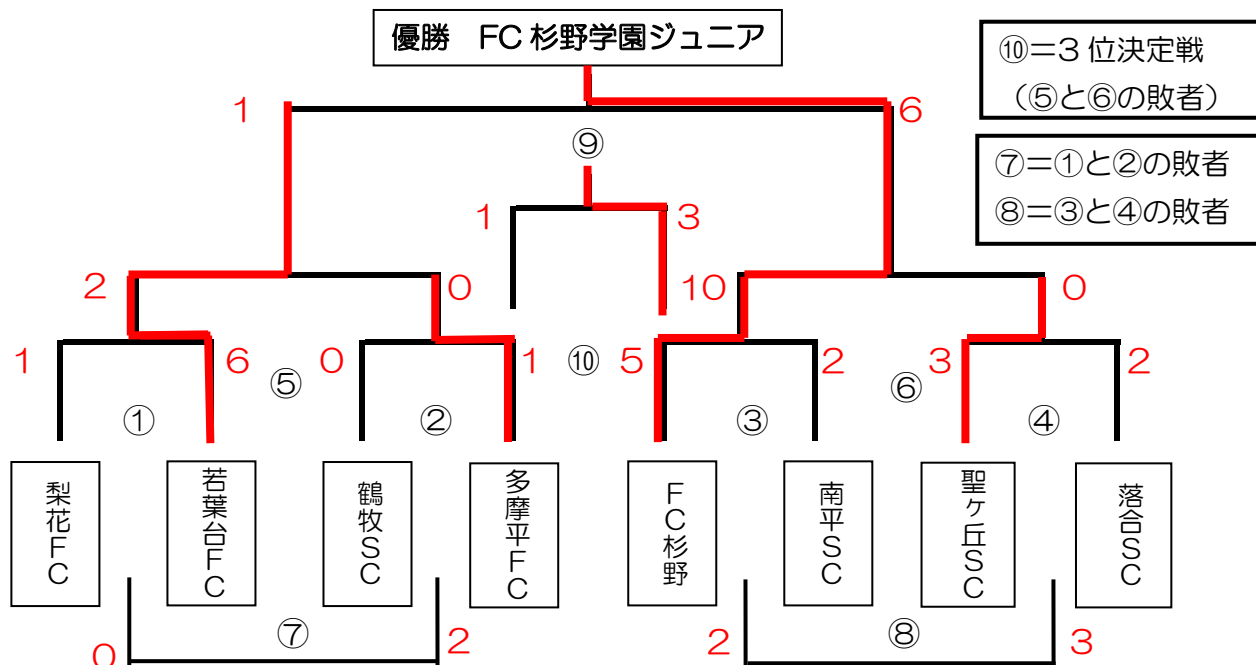 優勝　FC杉野学園ジュニア
⑩＝3位決定戦
（⑤と⑥の敗者）
⑦＝①と②の敗者
⑧＝③と④の敗者
1
6
⑨
1
3
2
0
10
0
1
6
⑤
0
1
⑩
5
2
⑥
3
2
①
②
③
④
梨花FC
若葉台FC
鶴牧SC
多摩平FC
FC杉野
南平SC
聖ヶ丘SC
落合SC
0
⑦
2
2
⑧
3